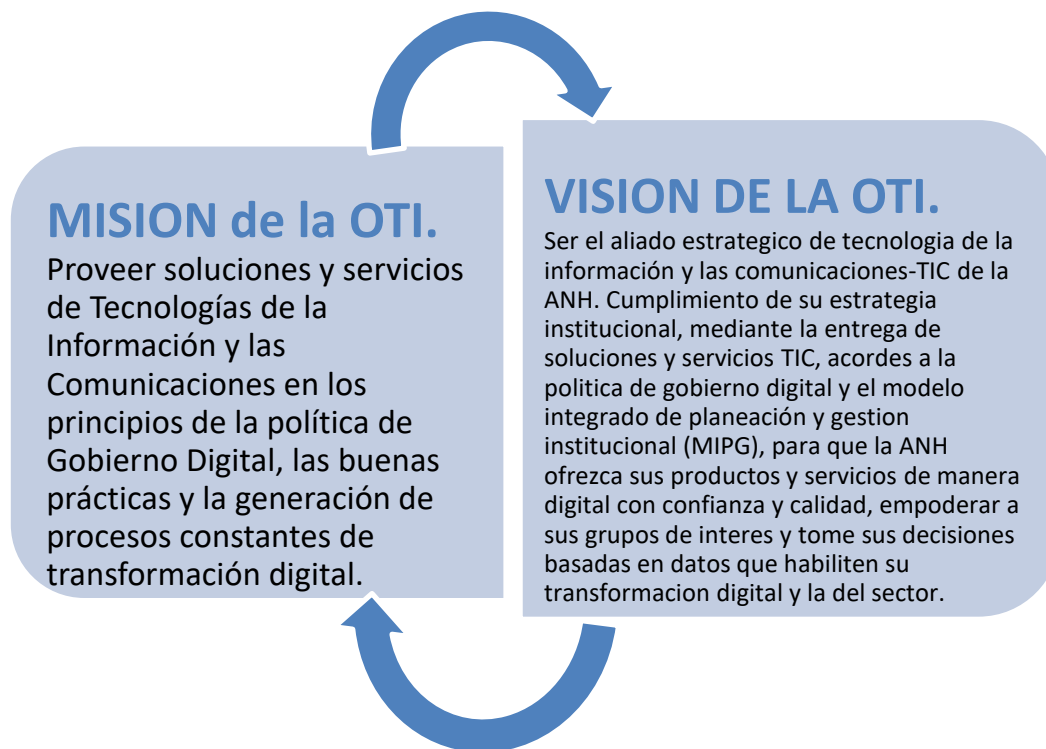 MISION de la OTI.
Proveer soluciones y servicios
de Tecnologías de la
Información y las
Comunicaciones en los
principios de la política de
Gobierno Digital, las buenas
prácticas y la generación de
procesos constantes de
transformación digital.
VISION DE LA OTI.
Ser el aliado estrategico de tecnologia de la
información y las comunicaciones-TIC de la
ANH. Cumplimiento de su estrategia
institucional, mediante la entrega de
soluciones y servicios TIC, acordes a la
politica de gobierno digital y el modelo
integrado de planeación y gestion
institucional (MIPG), para que la ANH
ofrezca sus productos y servicios de manera
digital con confianza y calidad, empoderar a
sus grupos de interes y tome sus decisiones
basadas en datos que habiliten su
transformacion digital y la del sector.